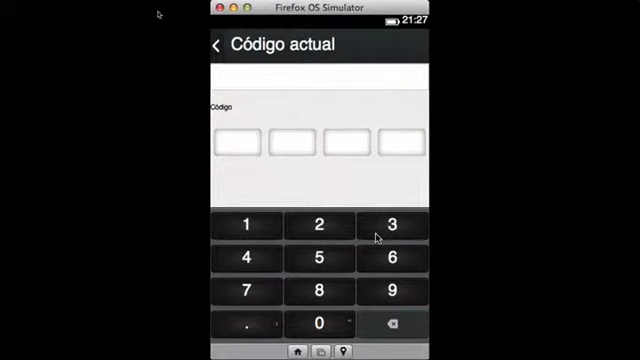 Firefox OS Simulator
21:27
Código actual
Código
1 2 3
4 5 6
7 8 9
. 0